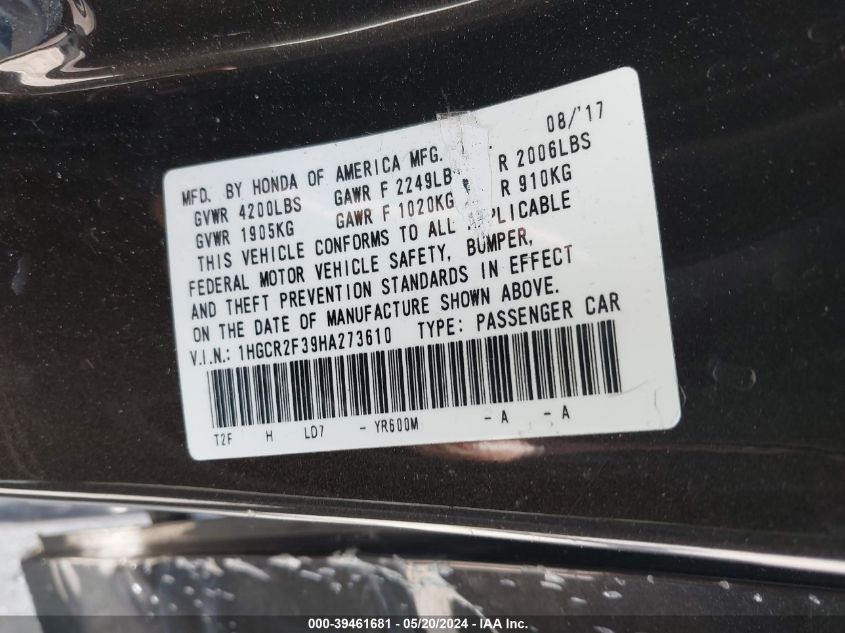 MFD. BY HONDA OF AMERICA MFG. 08/'17
GVWR 4200LBS GAWR F 2249LB R 2006LBS
GVWR 1905KG GAWR F 1020KG R 910KG
THIS VEHICLE CONFORMS TO ALL APPLICABLE
FEDERAL MOTOR VEHICLE SAFETY, BUMPER,
AND THEFT PREVENTION STANDARDS IN EFFECT
ON THE DATE OF MANUFACTURE SHOWN ABOVE.
V.I.N.: 1HGCR2F39HA273610 TYPE: PASSENGER CAR
T2F H LD7 - YR600M - A - A
000-39461681 / 05/20/2024 - IAA Inc.